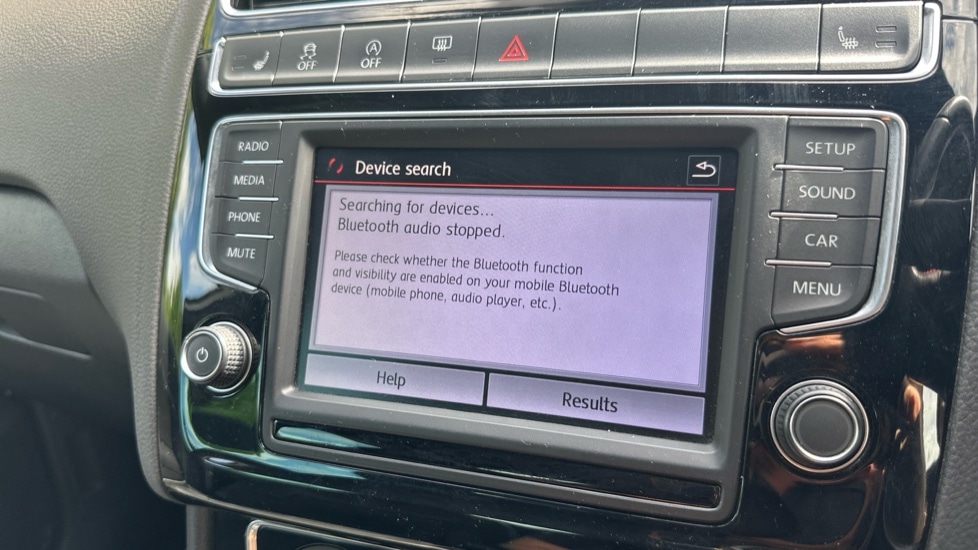 OFF
A
OFF
RADIO
MEDIA
PHONE
MUTE
Device search
Searching for devices...
Bluetooth audio stopped.
Please check whether the Bluetooth function
and visibility are enabled on your mobile Bluetooth
device (mobile phone, audio player, etc.).
Help
Results
SETUP
SOUND
CAR
MENU